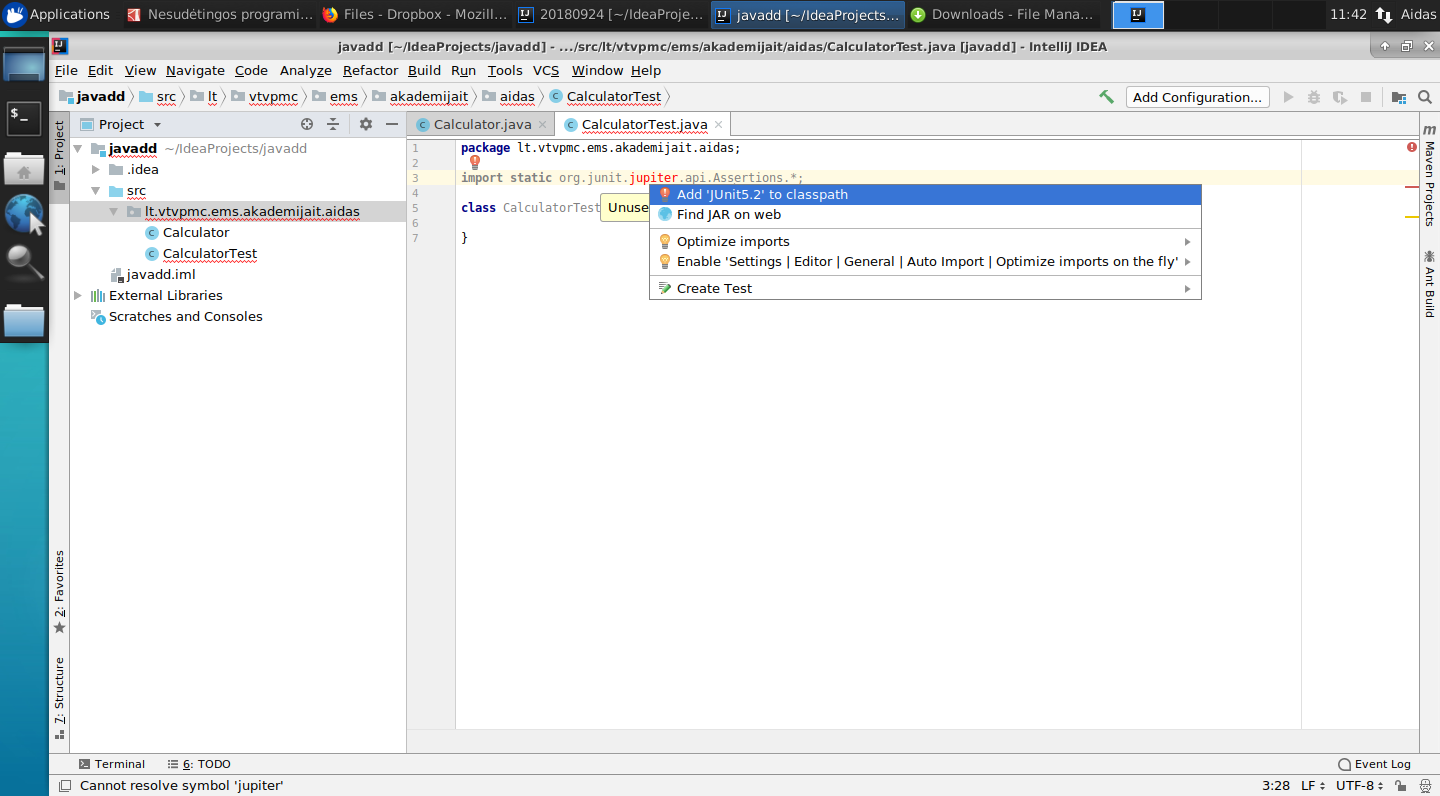 Applications
Nesudėtingos programi...
Files - Dropbox - Mozill...
20180924 [~/IdeaProje...
javadd [~/IdeaProjects...
Downloads - File Mana...
11:42
Aidas
javadd [~/IdeaProjects/javadd] - .../src/lt/vtvpmc/ems/akademijait/aidas/CalculatorTest.java [javadd] - IntelliJ IDEA
File Edit View Navigate Code Analyze Refactor Build Run Tools VCS Window Help
javadd src lt vtvpmc ems akademijait aidas CalculatorTest
Add Configuration...
1: Project
Project
Calculator.java
CalculatorTest.java
javadd ~/IdeaProjects/javadd
.idea
src
lt.vtvpmc.ems.akademijait.aidas
Calculator
CalculatorTest
javadd.iml
External Libraries
Scratches and Consoles
1 package lt.vtvpmc.ems.akademijait.aidas;
2
3 import static org.junit.jupiter.api.Assertions.*;
4
5 class CalculatorTest
6
7 }
Unuse
Add 'JUnit5.2' to classpath
Find JAR on web
Optimize imports
Enable 'Settings | Editor | General | Auto Import | Optimize imports on the fly'
Create Test
Maven Projects
Ant Build
2: Favorites
7: Structure
Terminal
6: TODO
Event Log
Cannot resolve symbol 'jupiter'
3:28
LF
UTF-8